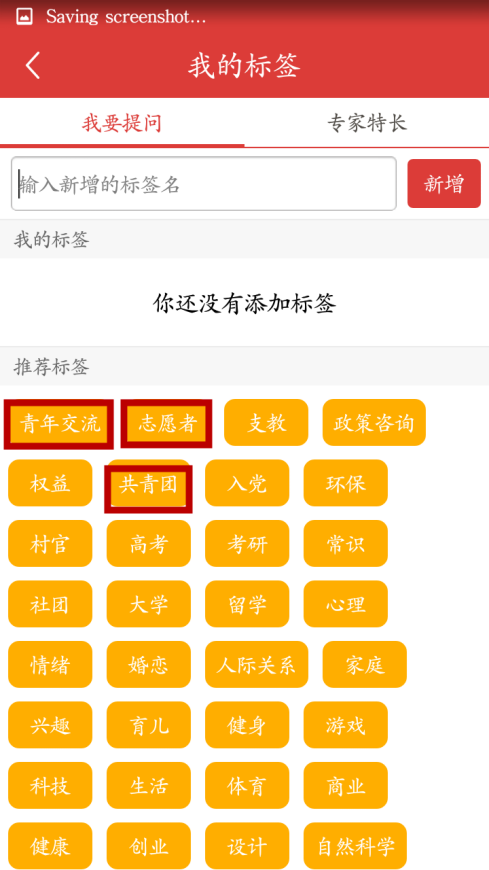 Saving screenshot...
我的标签
我要提问 专家特长
输入新增的标签名 新增
我的标签
你还没有添加标签
推荐标签
青年交流 志愿者 支教 政策咨询
权益 共青团 入党 环保
村官 高考 考研 常识
社团 大学 留学 心理
情绪 婚恋 人际关系 家庭
兴趣 育儿 健身 游戏
科技 生活 体育 商业
健康 创业 设计 自然科学